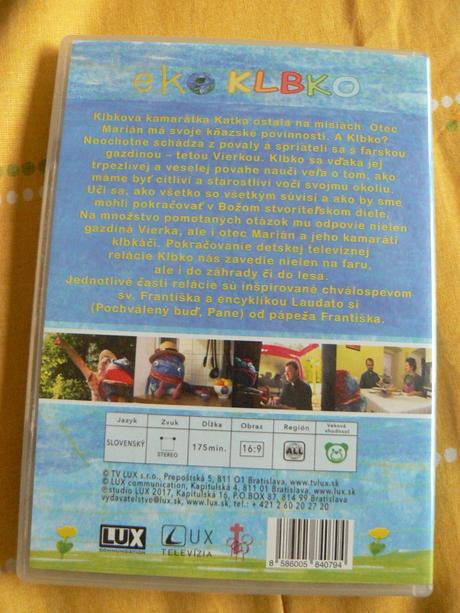 eko KLBKO
Klbkova kamarátka Katka ostala na misiách. Otec
Marián má svoje kňazské povinnosti. A Klbko?
Neochotne schádza z povaly a spriatelí sa s farskou
gazdinou – tetou Vierkou. Klbko sa vďaka jej
trpezlivej a veselej povahe naučí veľa o tom, ako
máme byť citliví a starostliví voči svojmu okoliu.
Učí sa, ako všetko so všetkým súvisí a ako by sme
mohli pokračovať v Božom stvoriteľskom diele.
Na množstvo pomotaných otázok mu odpovie nielen
gazdiná Vierka, ale i otec Marián a jeho kamaráti
klbkáči. Pokračovanie detskej televíznej
relácie Klbko nás zavedie nielen na faru,
ale i do záhrady či do lesa.
Jednotlivé časti relácie sú inšpirované chválospevom
sv. Františka a encyklikou Laudato si
(Pochválený buď, Pane) od pápeža Františka.
Jazyk Zvuk Dĺžka Obraz Región Veková vhodnosť
SLOVENSKÝ STEREO 175min. 16:9 ALL
© TV LUX s.r.o., Prepoštská 5, 811 01 Bratislava, www.tvlux.sk
© LUX communication, Kapitulská 4, 811 01 Bratislava, www.lux.sk
℗ studio LUX 2017, Kapitulská 16, P.O.BOX 87, 814 99 Bratislava
vydavatelstvo@lux.sk, www.lux.sk, tel.: + 421 2 60 20 27 20
LUX
COMMUNICATION
LUX
TELEVÍZIA
8 586005 840794